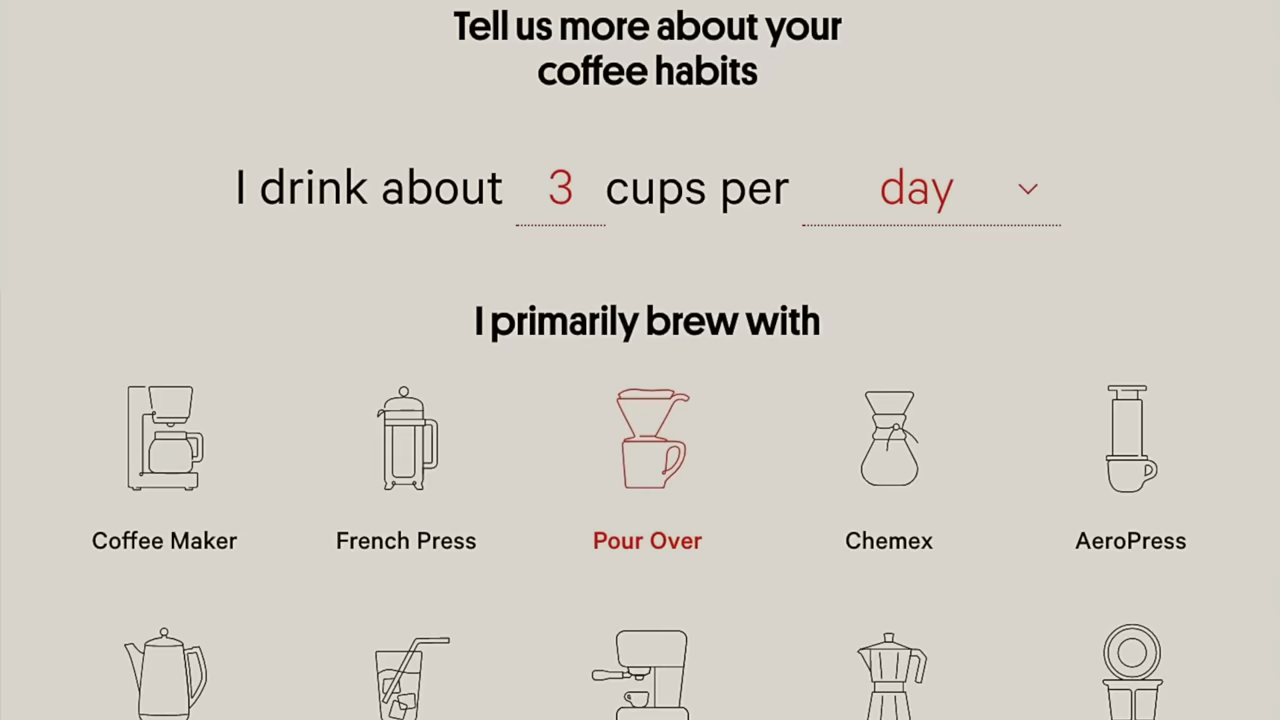 Tell us more about your
coffee habits
I drink about 3 cups per day
I primarily brew with
Coffee Maker
French Press
Pour Over
Chemex
AeroPress